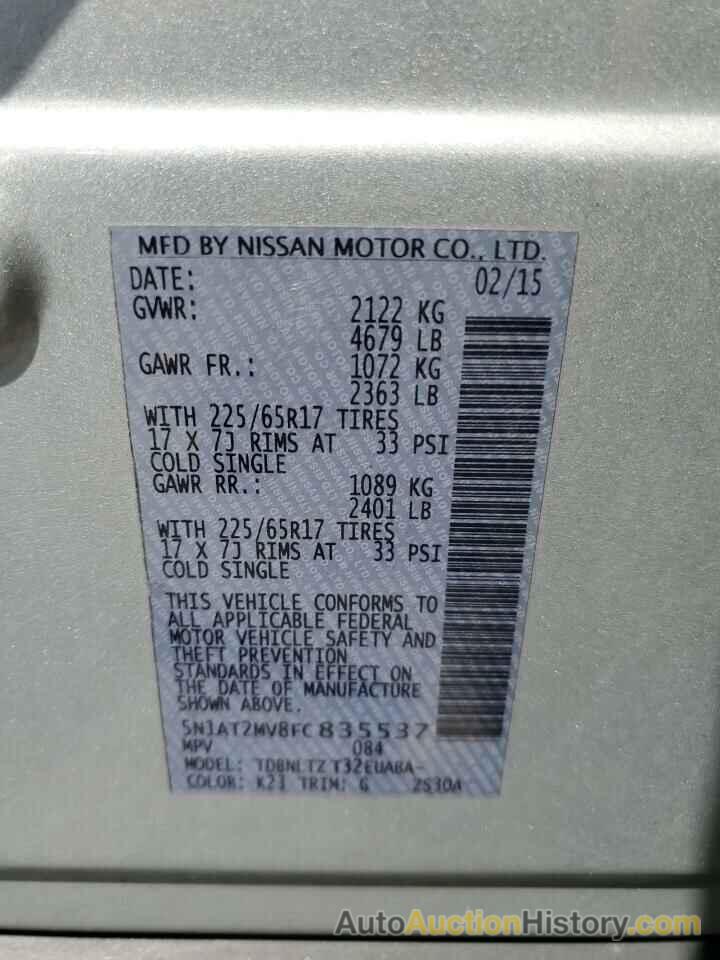 MFD BY NISSAN MOTOR CO., LTD.
DATE: 02/15
GVWR: 2122 KG
4679 LB
GAWR FR.: 1072 KG
2363 LB
WITH 225/65R17 TIRES
17 X 7J RIMS AT 33 PSI
COLD SINGLE
GAWR RR.: 1089 KG
2401 LB
WITH 225/65R17 TIRES
17 X 7J RIMS AT 33 PSI
COLD SINGLE
THIS VEHICLE CONFORMS TO
ALL APPLICABLE FEDERAL
MOTOR VEHICLE SAFETY AND
THEFT PREVENTION
STANDARDS IN EFFECT ON
THE DATE OF MANUFACTURE
SHOWN ABOVE.
5N1AT2MV8FC835537
MPV 084
MODEL: TDBNLTZ T32EUABA-
COLOR: K23 TRIM: G 2S30A
AutoAuctionHistory.com